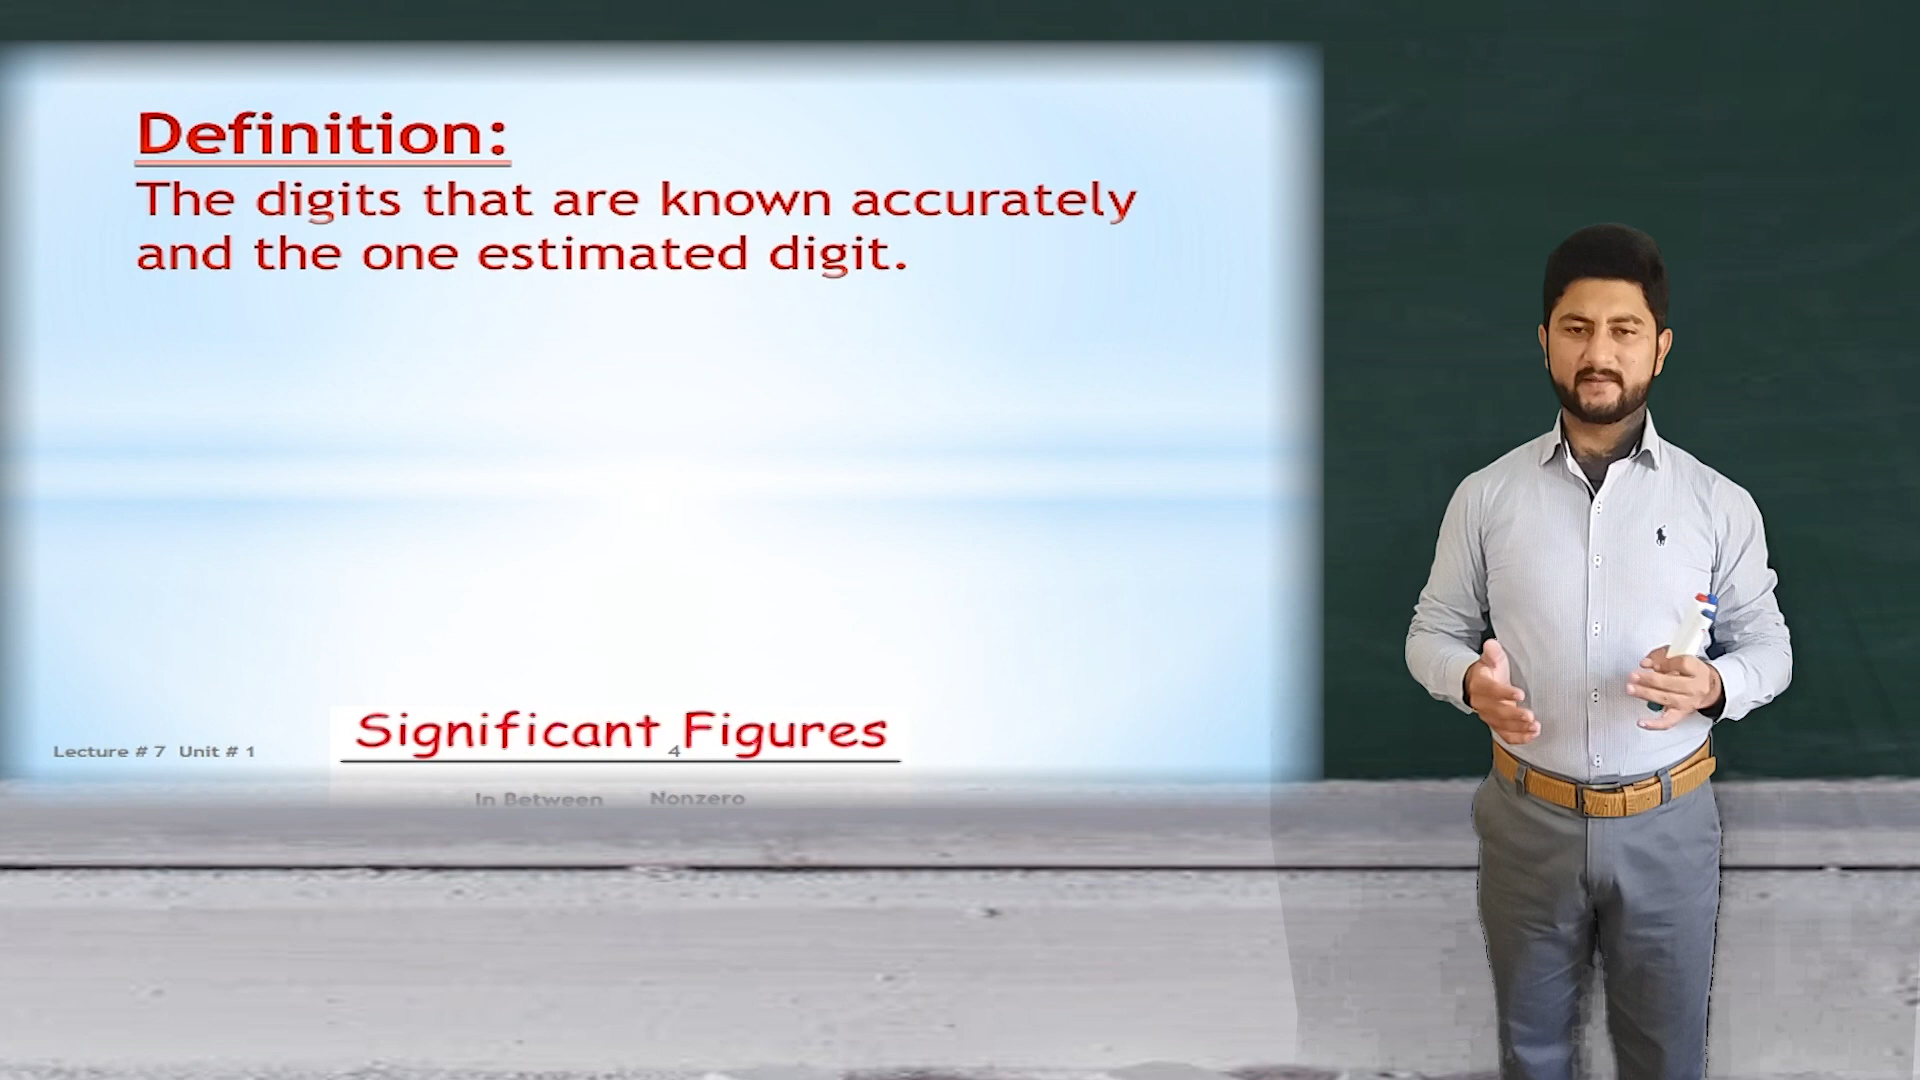 Definition:
The digits that are known accurately
and the one estimated digit.
Significant Figures
Lecture # 7 Unit # 1
4
In Between Nonzero